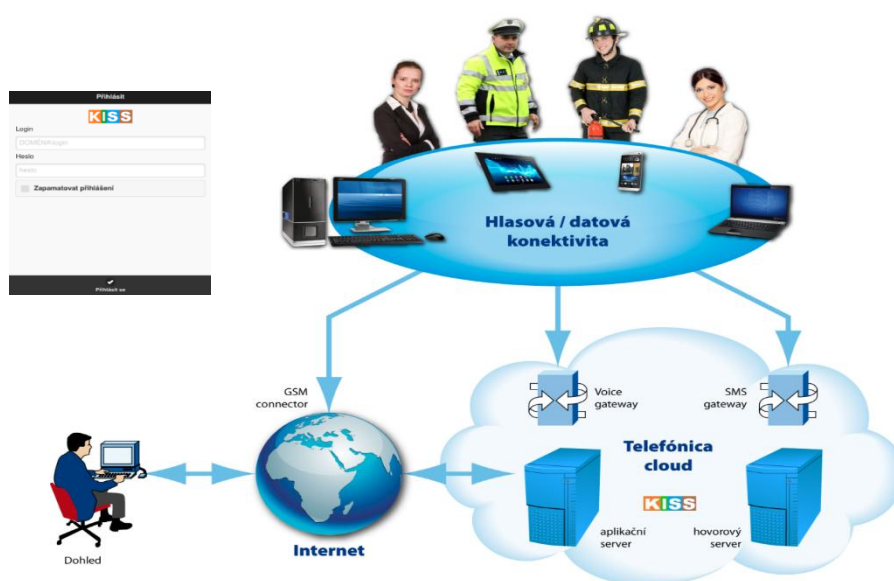 Přihlásit
KISS
Login
DOMENA\login
Heslo
heslo
Zapamatovat přihlášení
Přihlásit se
Hlasová / datová
konektivita
GSM
connector
Voice
gateway
SMS
gateway
Telefónica
cloud
KISS
aplikační
server
hovorový
server
Internet
Dohled